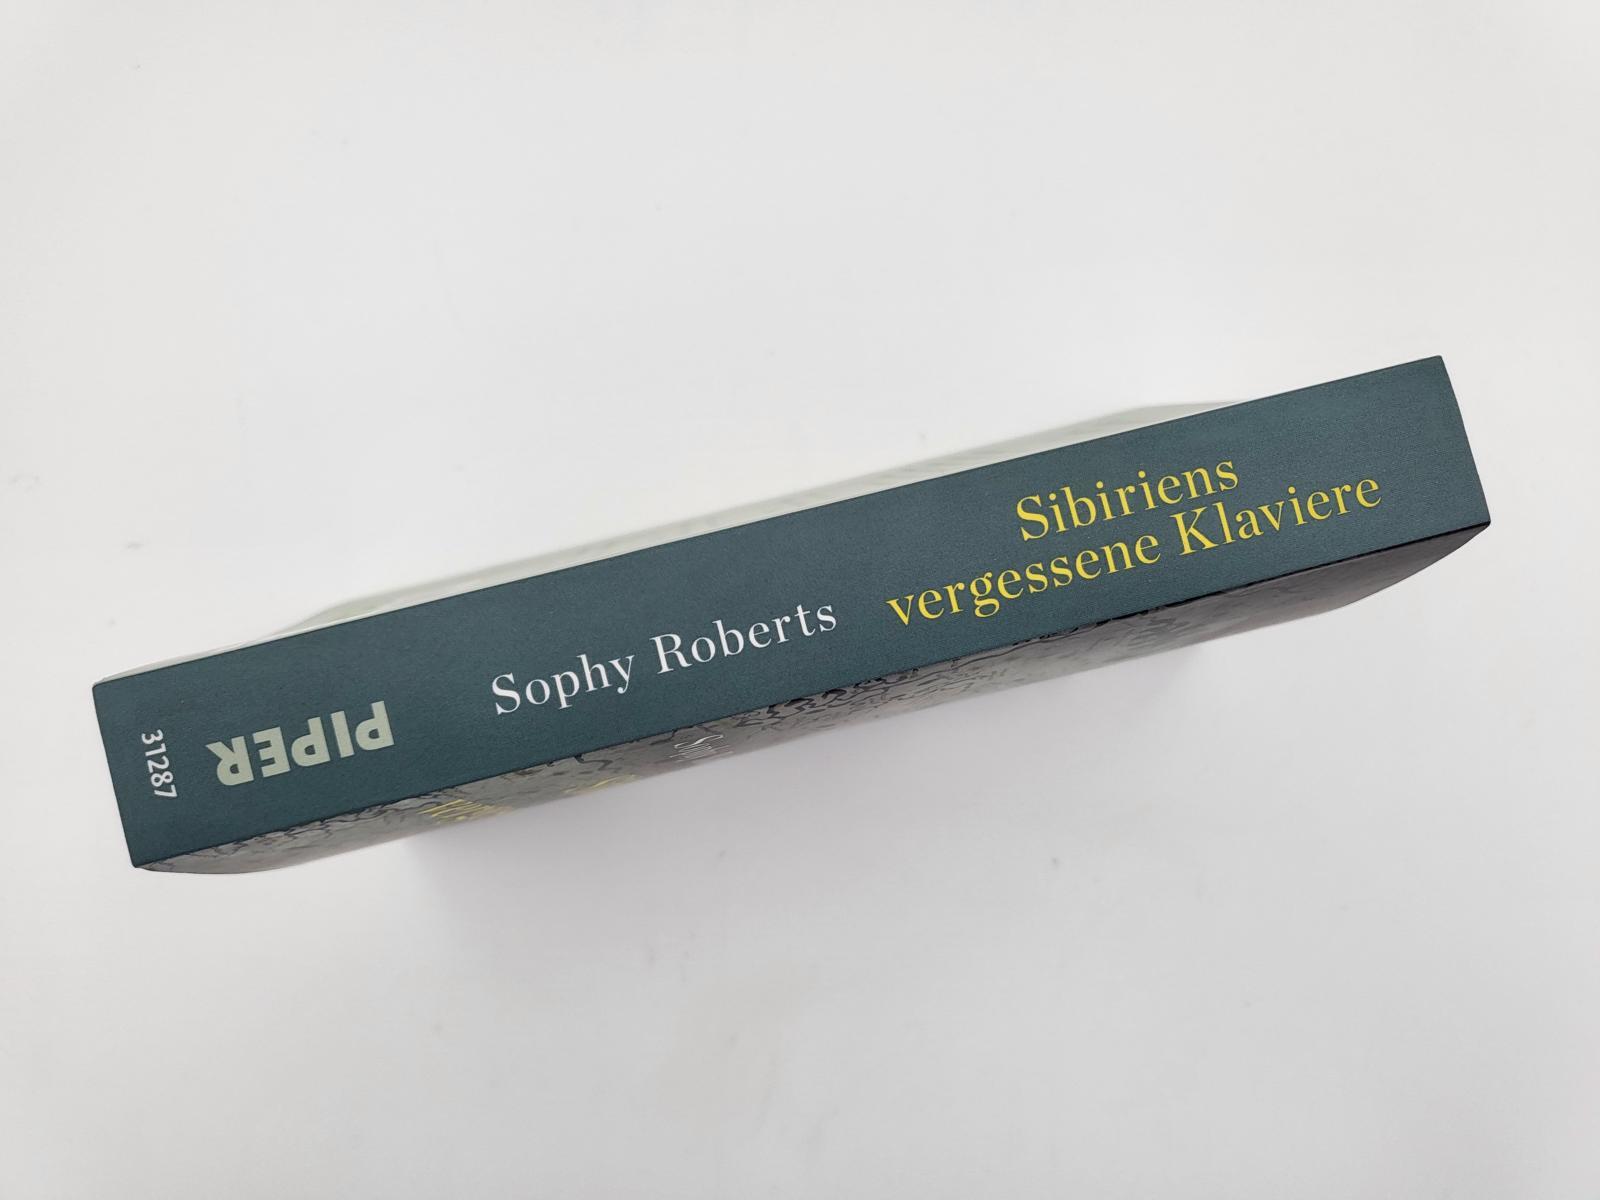 Sibiriens
vergessene Klaviere
Sophy Roberts
PIPER
31287